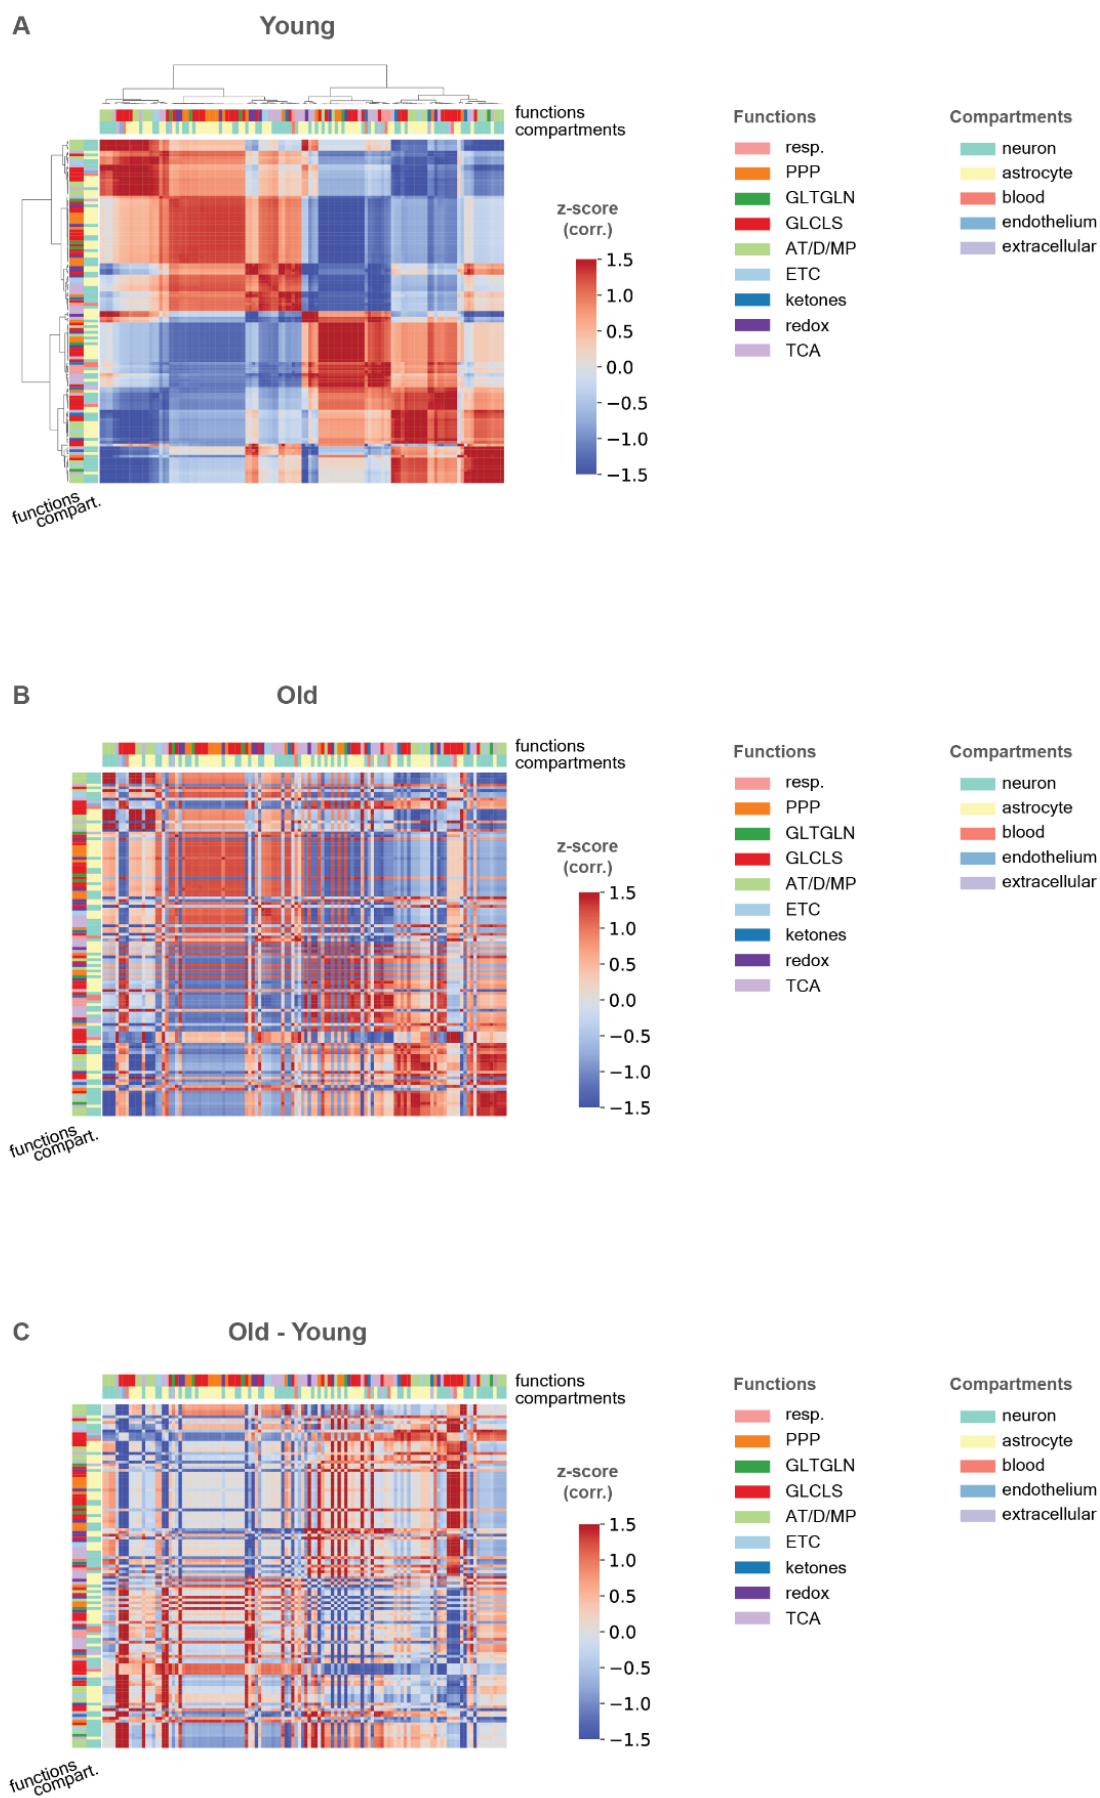 A
Young
functions
compartments
Functions
Compartments
resp.
PPP
GLTGLN
GLCLS
AT/D/MP
ETC
ketones
redox
TCA
neuron
astrocyte
blood
endothelium
extracellular
z-score
(corr.)
1.5
1.0
0.5
0.0
−0.5
−1.0
−1.5
functions
compart.
B
Old
functions
compartments
Functions
Compartments
resp.
PPP
GLTGLN
GLCLS
AT/D/MP
ETC
ketones
redox
TCA
neuron
astrocyte
blood
endothelium
extracellular
z-score
(corr.)
1.5
1.0
0.5
0.0
−0.5
−1.0
−1.5
functions
compart.
C
Old - Young
functions
compartments
Functions
Compartments
resp.
PPP
GLTGLN
GLCLS
AT/D/MP
ETC
ketones
redox
TCA
neuron
astrocyte
blood
endothelium
extracellular
z-score
(corr.)
1.5
1.0
0.5
0.0
−0.5
−1.0
−1.5
functions
compart.